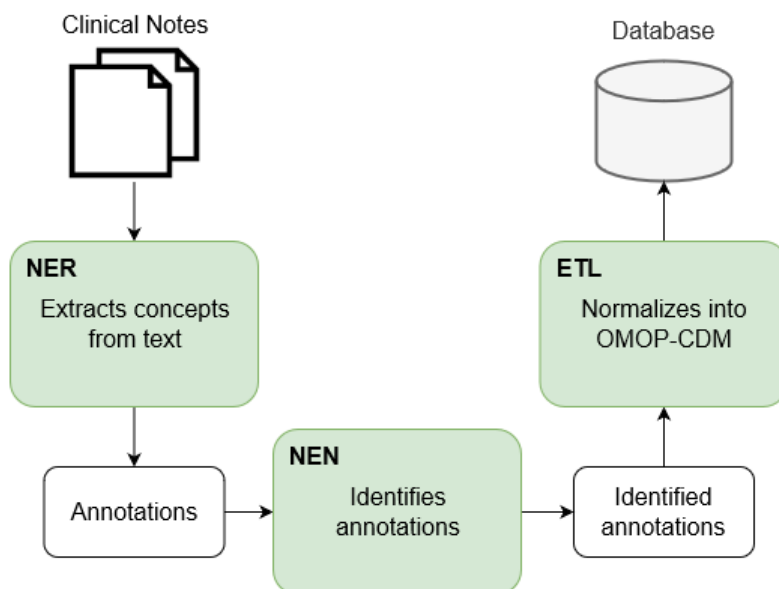 Clinical Notes
Database
NER
Extracts concepts
from text
ETL
Normalizes into
OMOP-CDM
Annotations
NEN
Identifies
annotations
Identified
annotations